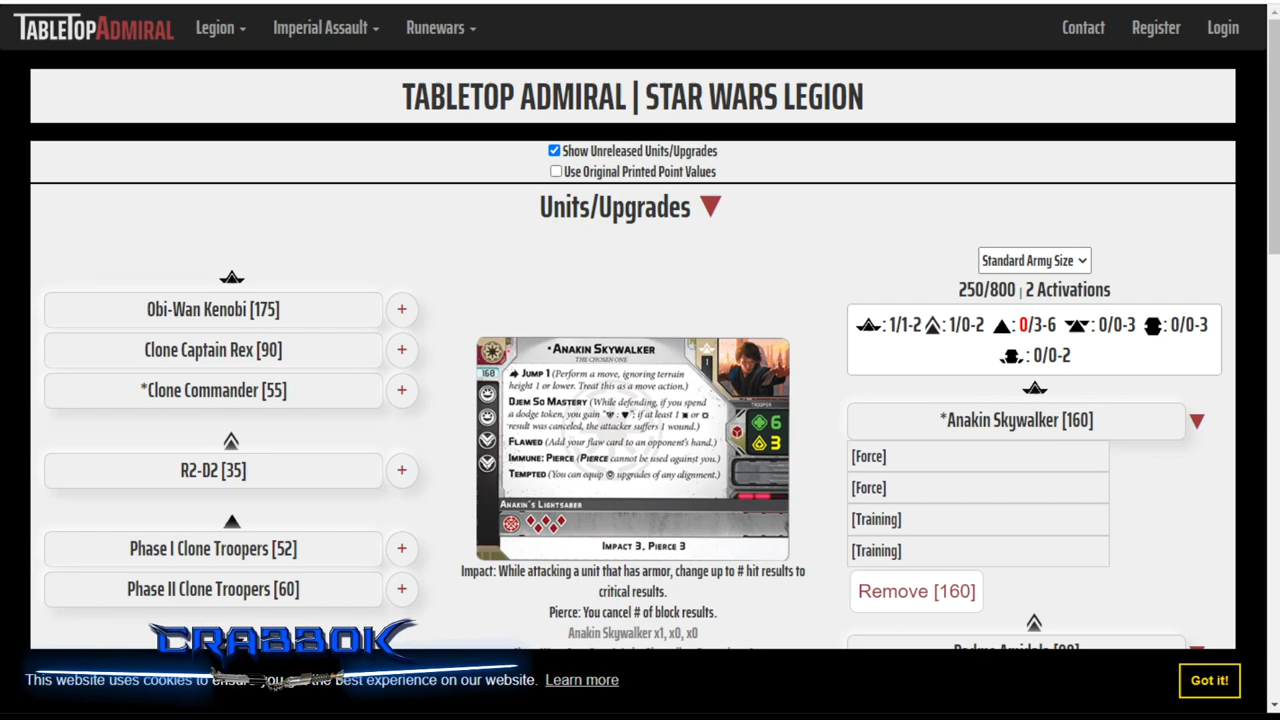 TABLETOPADMIRAL
Legion
Imperial Assault
Runewars
Contact
Register
Login
TABLETOP ADMIRAL | STAR WARS LEGION
Show Unreleased Units/Upgrades
Use Original Printed Point Values
Units/Upgrades
Obi-Wan Kenobi [175]
+
Clone Captain Rex [90]
+
*Clone Commander [55]
+
R2-D2 [35]
+
Phase I Clone Troopers [52]
+
Phase II Clone Troopers [60]
+
•ANAKIN SKYWALKER
THE CHOSEN ONE
160
1
JUMP 1 (Perform a move, ignoring terrain
height 1 or lower. Treat this as a move action.)
DJEM SO MASTERY (While defending, if you spend
a dodge token, you gain
if at least 1 or
result was canceled, the attacker suffers 1 wound.)
FLAWED (Add your flaw card to an opponent's hand.)
IMMUNE: PIERCE (PIERCE cannot be used against you.)
TEMPTED (You can equip upgrades of any alignment.)
TROOPER
6
3
ANAKIN'S LIGHTSABER
IMPACT 3, PIERCE 3
Impact: While attacking a unit that has armor, change up to # hit results to
critical results.
Pierce: You cancel # of block results.
Anakin Skywalker x1, x0, x0
Standard Army Size
250/800 | 2 Activations
: 1/1-2 : 1/0-2 : 0/3-6 : 0/0-3 : 0/0-3
: 0/0-2
*Anakin Skywalker [160]
[Force]
[Force]
[Training]
[Training]
Remove [160]
CRABBOK
This website uses cookies to ensure you get the best experience on our website. Learn more
Got it!